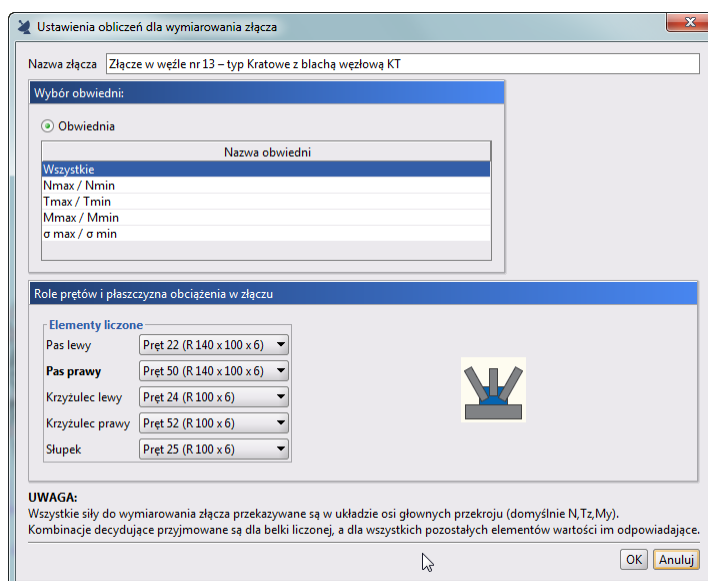 Ustawienia obliczeń dla wymiarowania złącza
Nazwa złącza Złącze w węźle nr 13 – typ Kratowe z blachą węzłową KT
Wybór obwiedni:
Obwiednia
Nazwa obwiedni
Wszystkie
Nmax / Nmin
Tmax / Tmin
Mmax / Mmin
σ max / σ min
Role prętów i płaszczyzna obciążenia w złączu
Elementy liczone
Pas lewy Pręt 22 (R 140 x 100 x 6)
Pas prawy Pręt 50 (R 140 x 100 x 6)
Krzyżulec lewy Pręt 24 (R 100 x 6)
Krzyżulec prawy Pręt 52 (R 100 x 6)
Słupek Pręt 25 (R 100 x 6)
UWAGA:
Wszystkie siły do wymiarowania złącza przekazywane są w układzie osi głownych przekroju (domyślnie N,Tz,My).
Kombinacje decydujące przyjmowane są dla belki liczonej, a dla wszystkich pozostałych elementów wartości im odpowiadające.
OK Anuluj